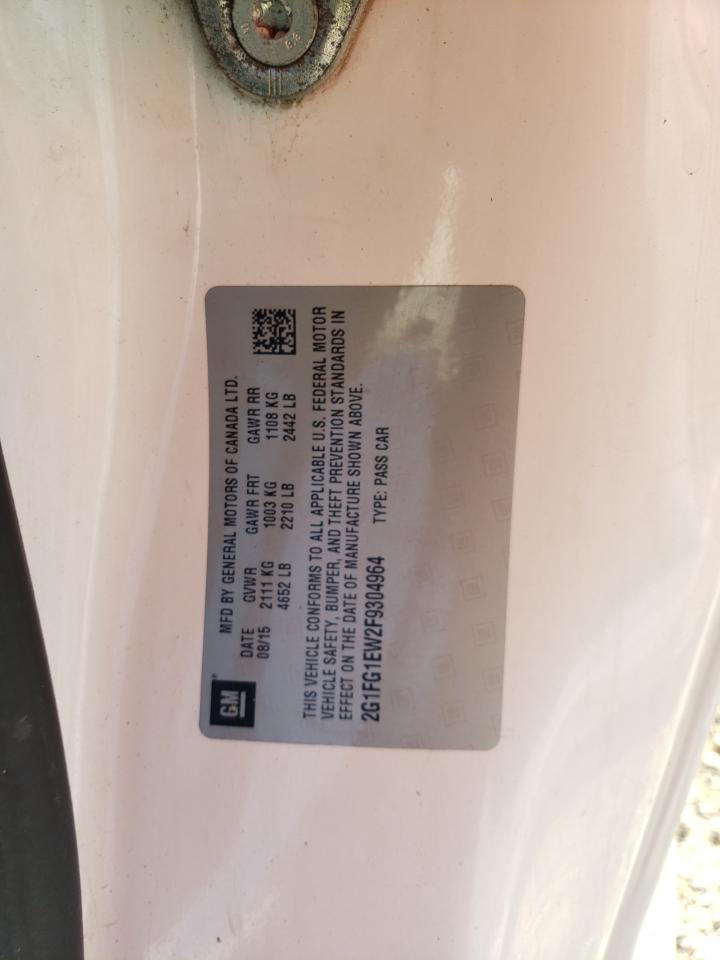 GM
MFD BY GENERAL MOTORS OF CANADA LTD.
DATE GVWR GAWR FRT GAWR RR
08/15 2111 KG 1003 KG 1108 KG
4652 LB 2210 LB 2442 LB
THIS VEHICLE CONFORMS TO ALL APPLICABLE U.S. FEDERAL MOTOR
VEHICLE SAFETY, BUMPER, AND THEFT PREVENTION STANDARDS IN
EFFECT ON THE DATE OF MANUFACTURE SHOWN ABOVE.
2G1FG1EW2F9304964 TYPE: PASS CAR